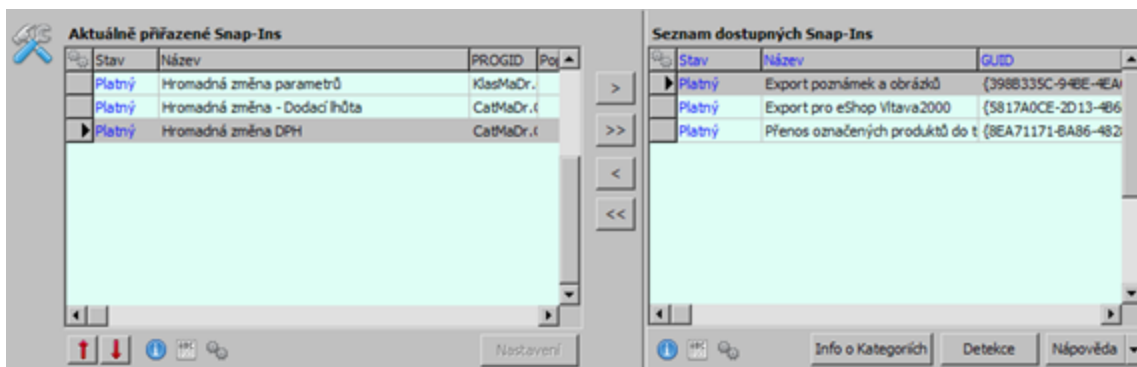 Aktuálně přiřazené Snap-Ins
Stav Název PROGID
Platný Hromadná změna parametrů KlasMaDr.
Platný Hromadná změna - Dodací lhůta CatMaDr.
Platný Hromadná změna DPH CatMaDr.
>
>>
<
<<
Nastavení
Seznam dostupných Snap-Ins
Stav Název GUID
Platný Export poznámek a obrázků {398B335C-94BE-4EA
Platný Export pro eShop Vltava2000 {5817A0CE-2D13-4B6
Platný Přenos označených produktů do t {8EA71171-BA86-482
Info o Kategoriích Detekce Nápověda